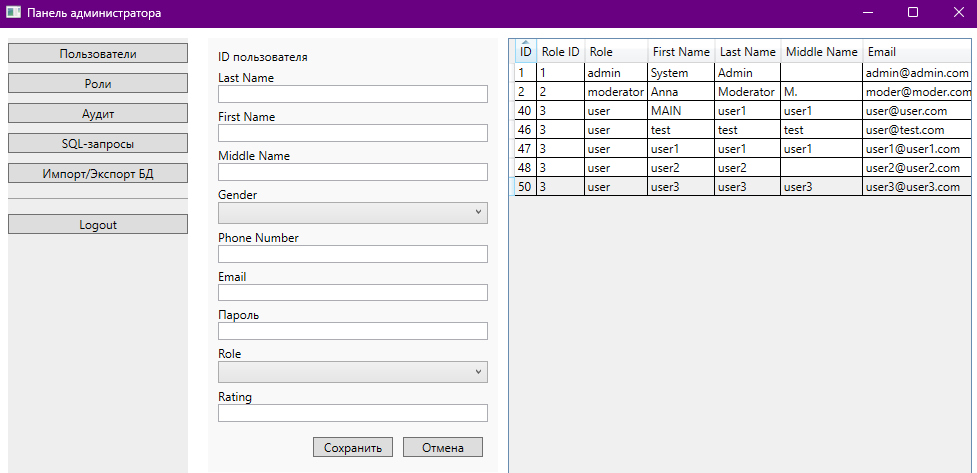 Панель администратора
Пользователи
Роли
Аудит
SQL-запросы
Импорт/Экспорт БД
Logout
ID пользователя
Last Name
First Name
Middle Name
Gender
Phone Number
Email
Пароль
Role
Rating
Сохранить Отмена
ID Role ID Role First Name Last Name Middle Name Email
1 1 admin System Admin admin@admin.com
2 2 moderator Anna Moderator M. moder@moder.com
40 3 user MAIN user1 user1 user@user.com
46 3 user test test test user@test.com
47 3 user user1 user1 user1 user1@user1.com
48 3 user user2 user2 user2@user2.com
50 3 user user3 user3 user3 user3@user3.com